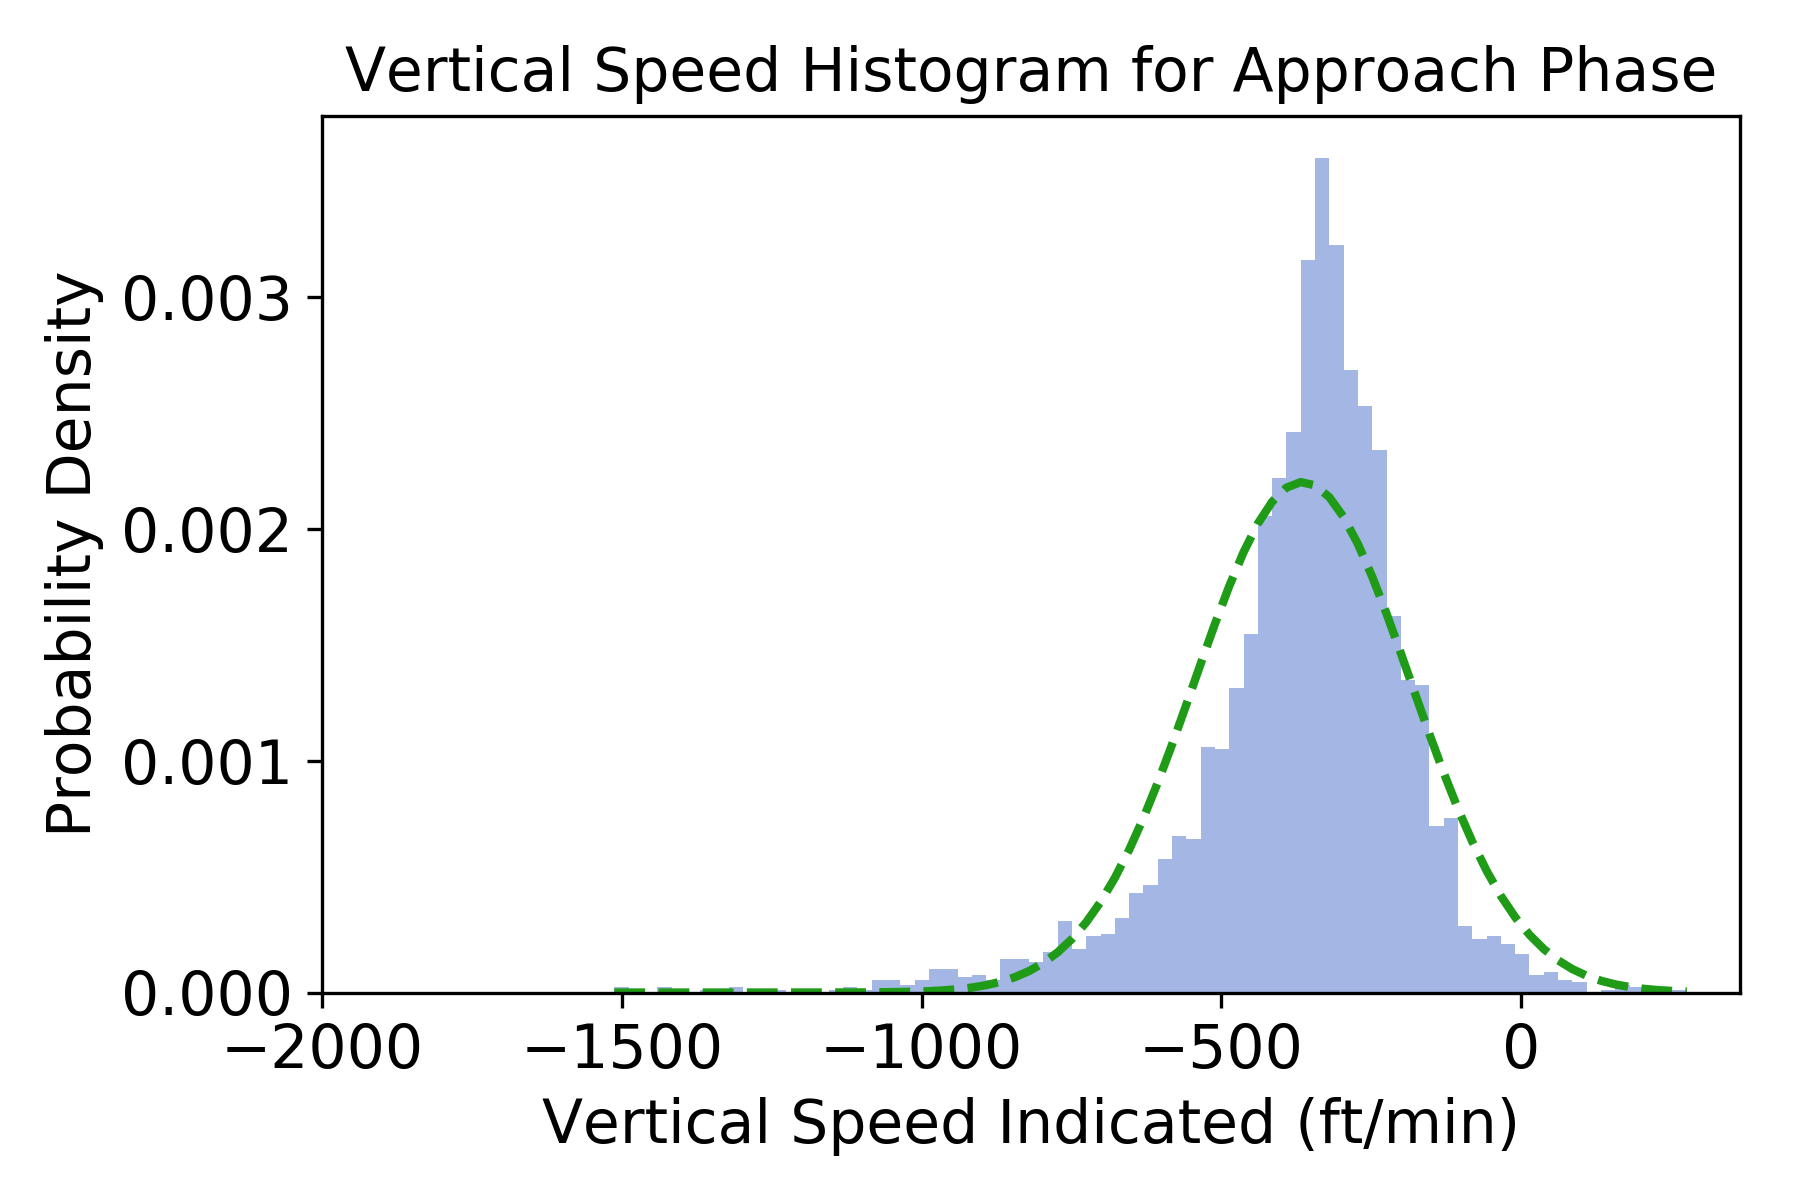 Vertical Speed Histogram for Approach Phase
Probability Density
0.003
0.002
0.001
0.000
−2000 −1500 −1000 −500 0
Vertical Speed Indicated (ft/min)